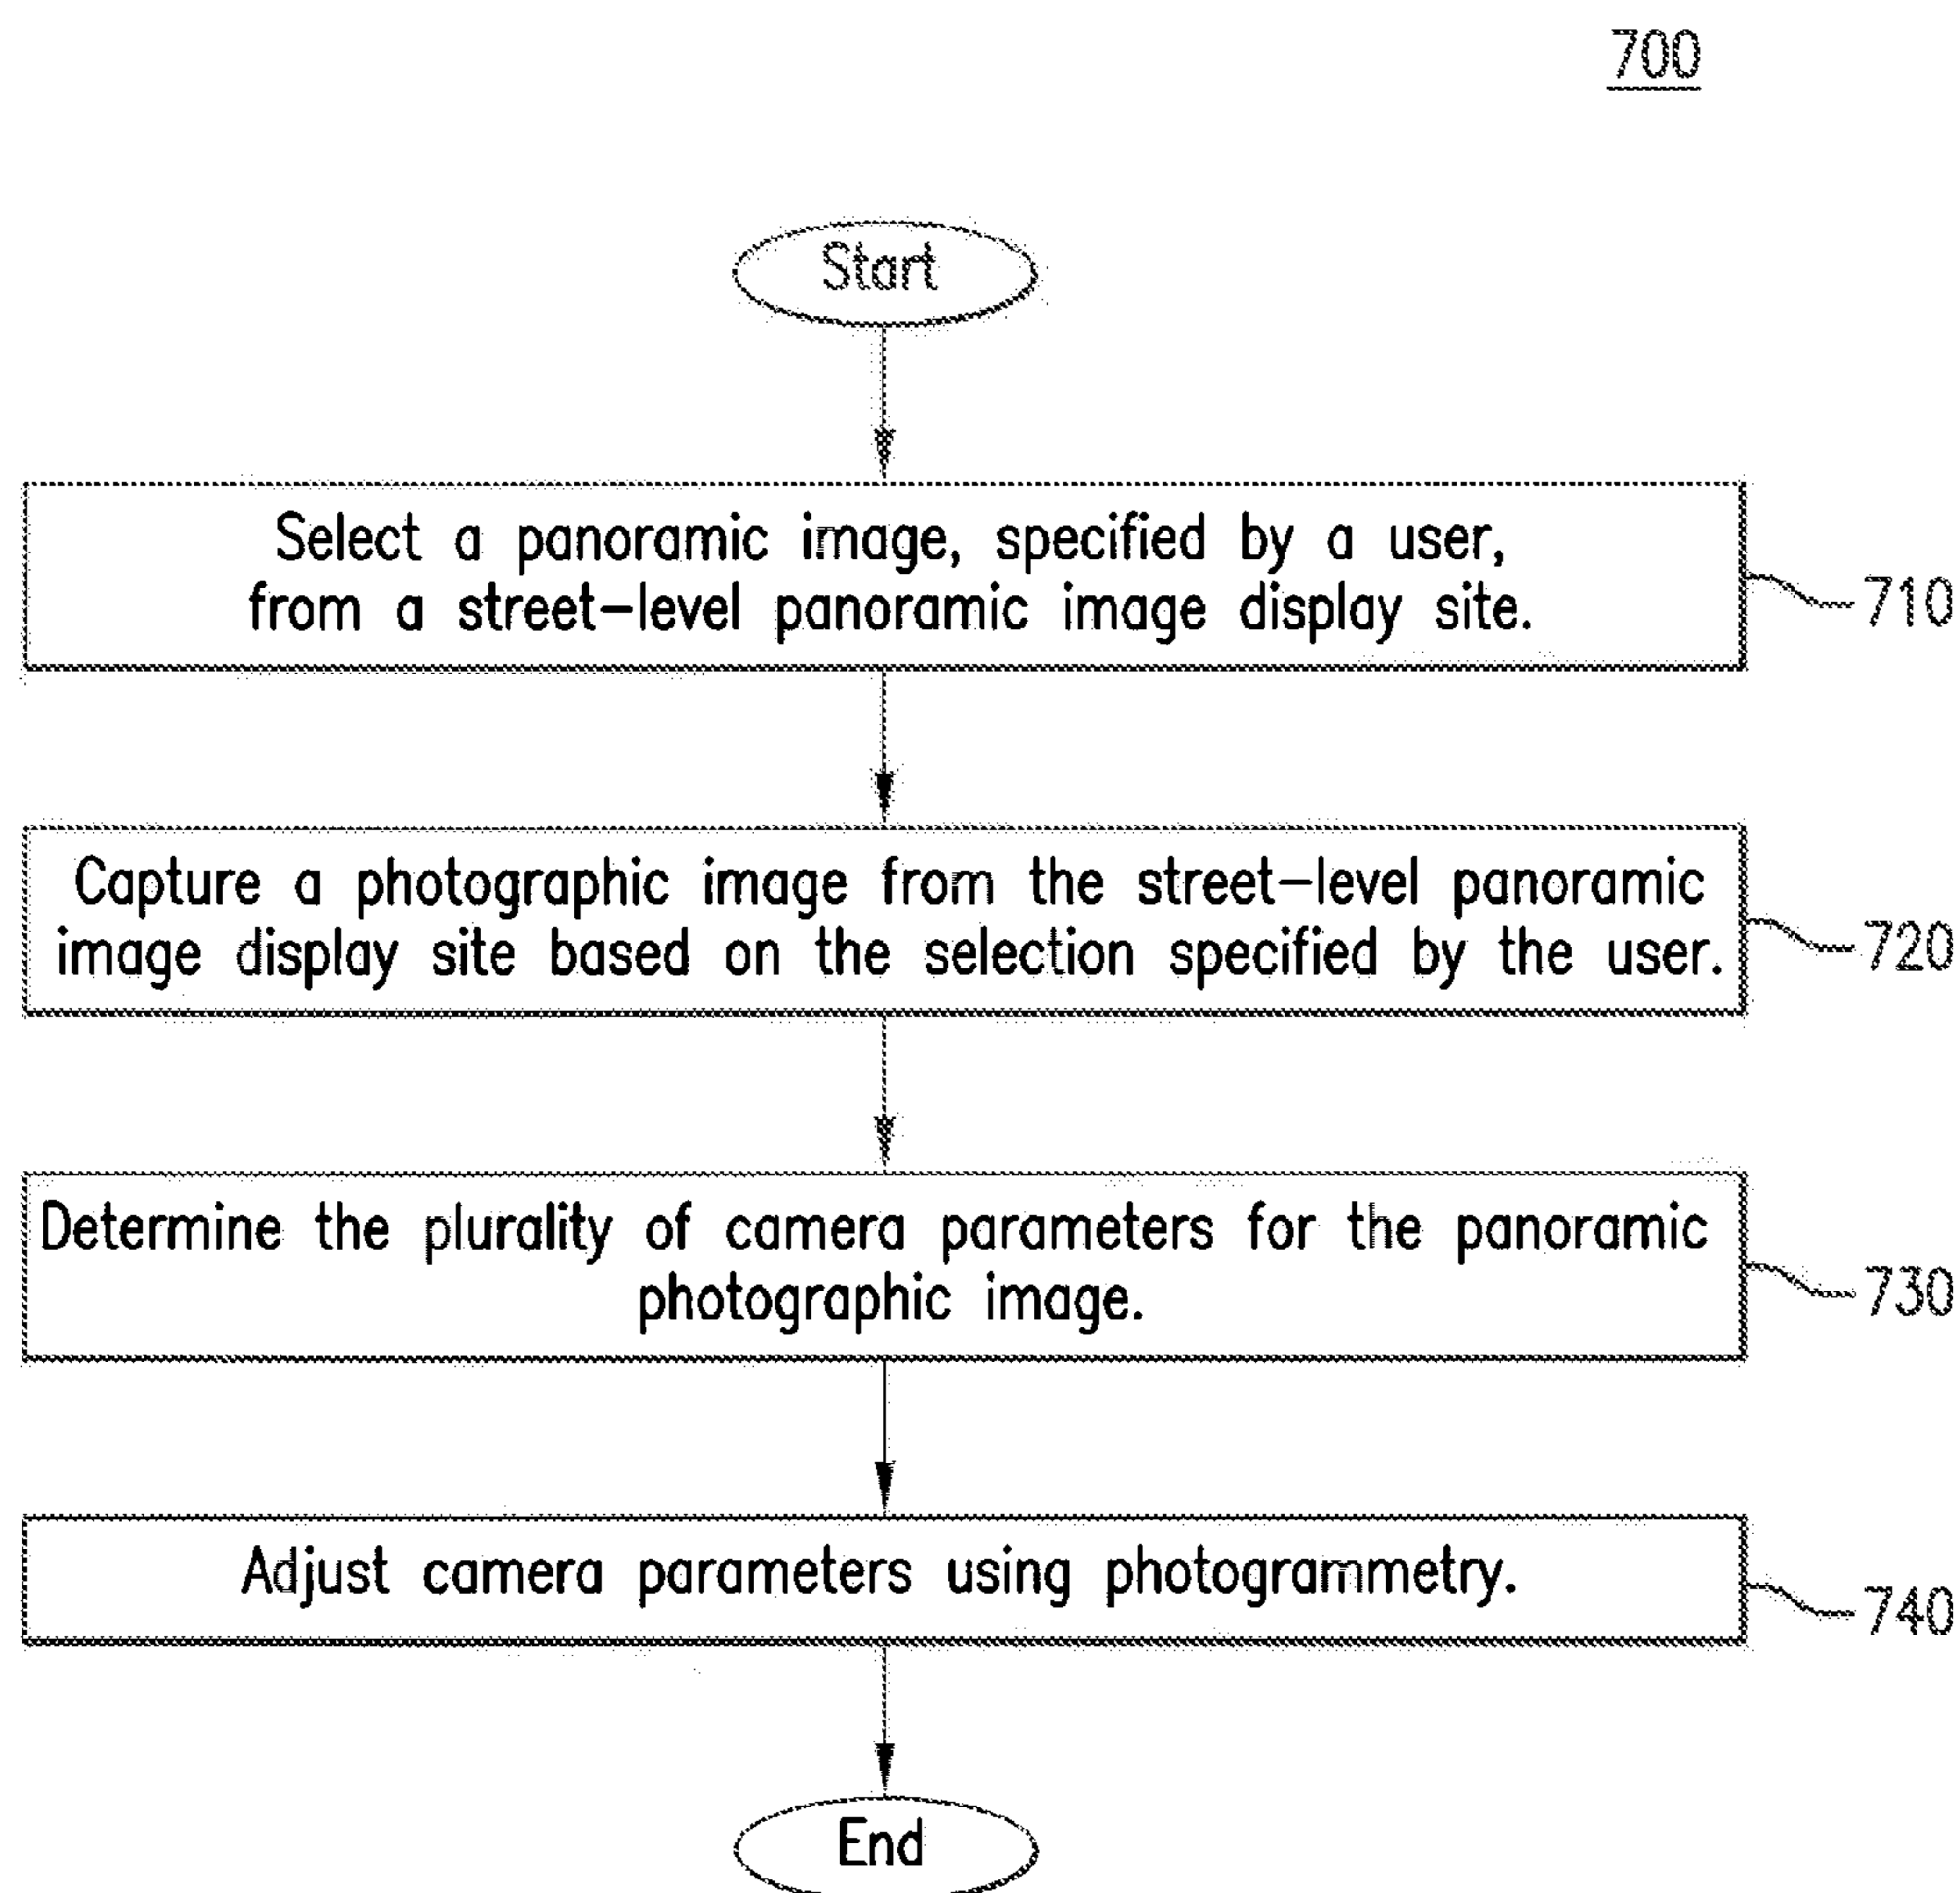 700
Start
Select a panoramic image, specified by a user,
from a street-level panoramic image display site.
710
Capture a photographic image from the street-level panoramic
image display site based on the selection specified by the user.
720
Determine the plurality of camera parameters for the panoramic
photographic image.
730
Adjust camera parameters using photogrammetry.
740
End